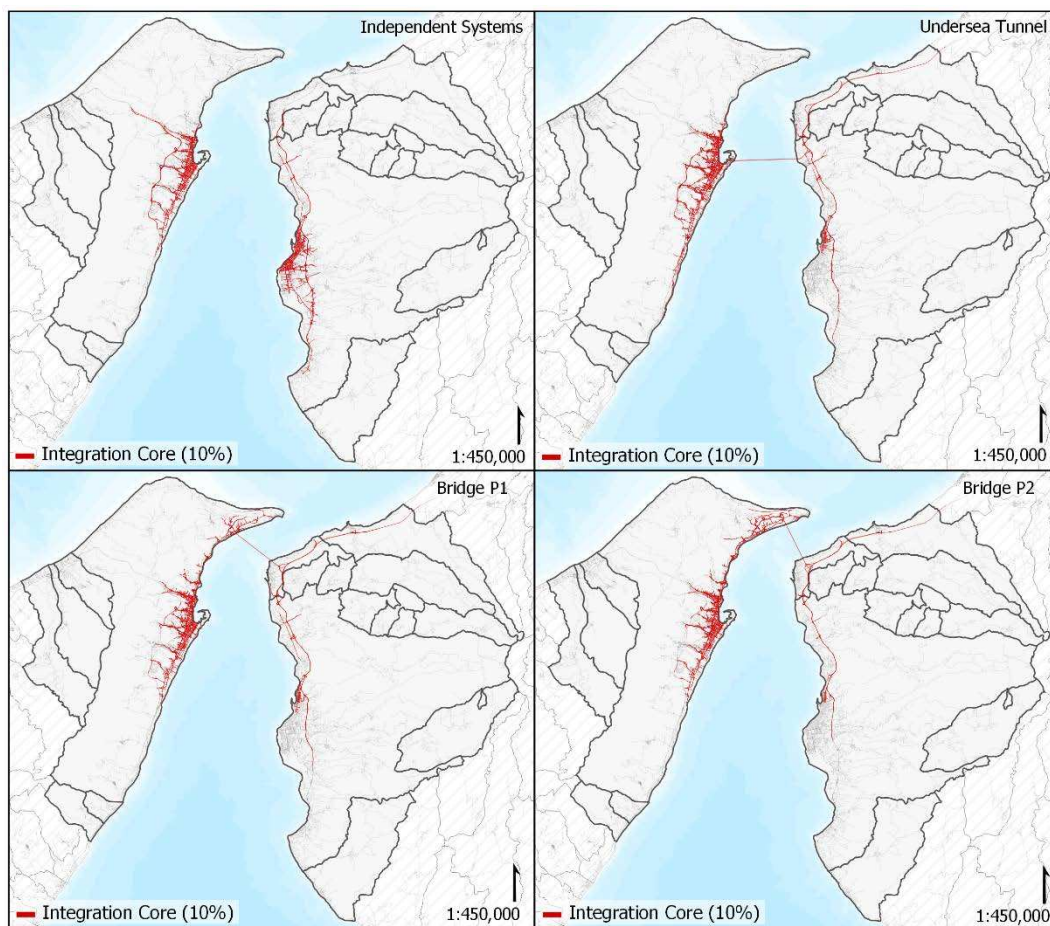 Independent Systems
Integration Core (10%)
1:450,000
Undersea Tunnel
Integration Core (10%)
1:450,000
Bridge P1
Integration Core (10%)
1:450,000
Bridge P2
Integration Core (10%)
1:450,000